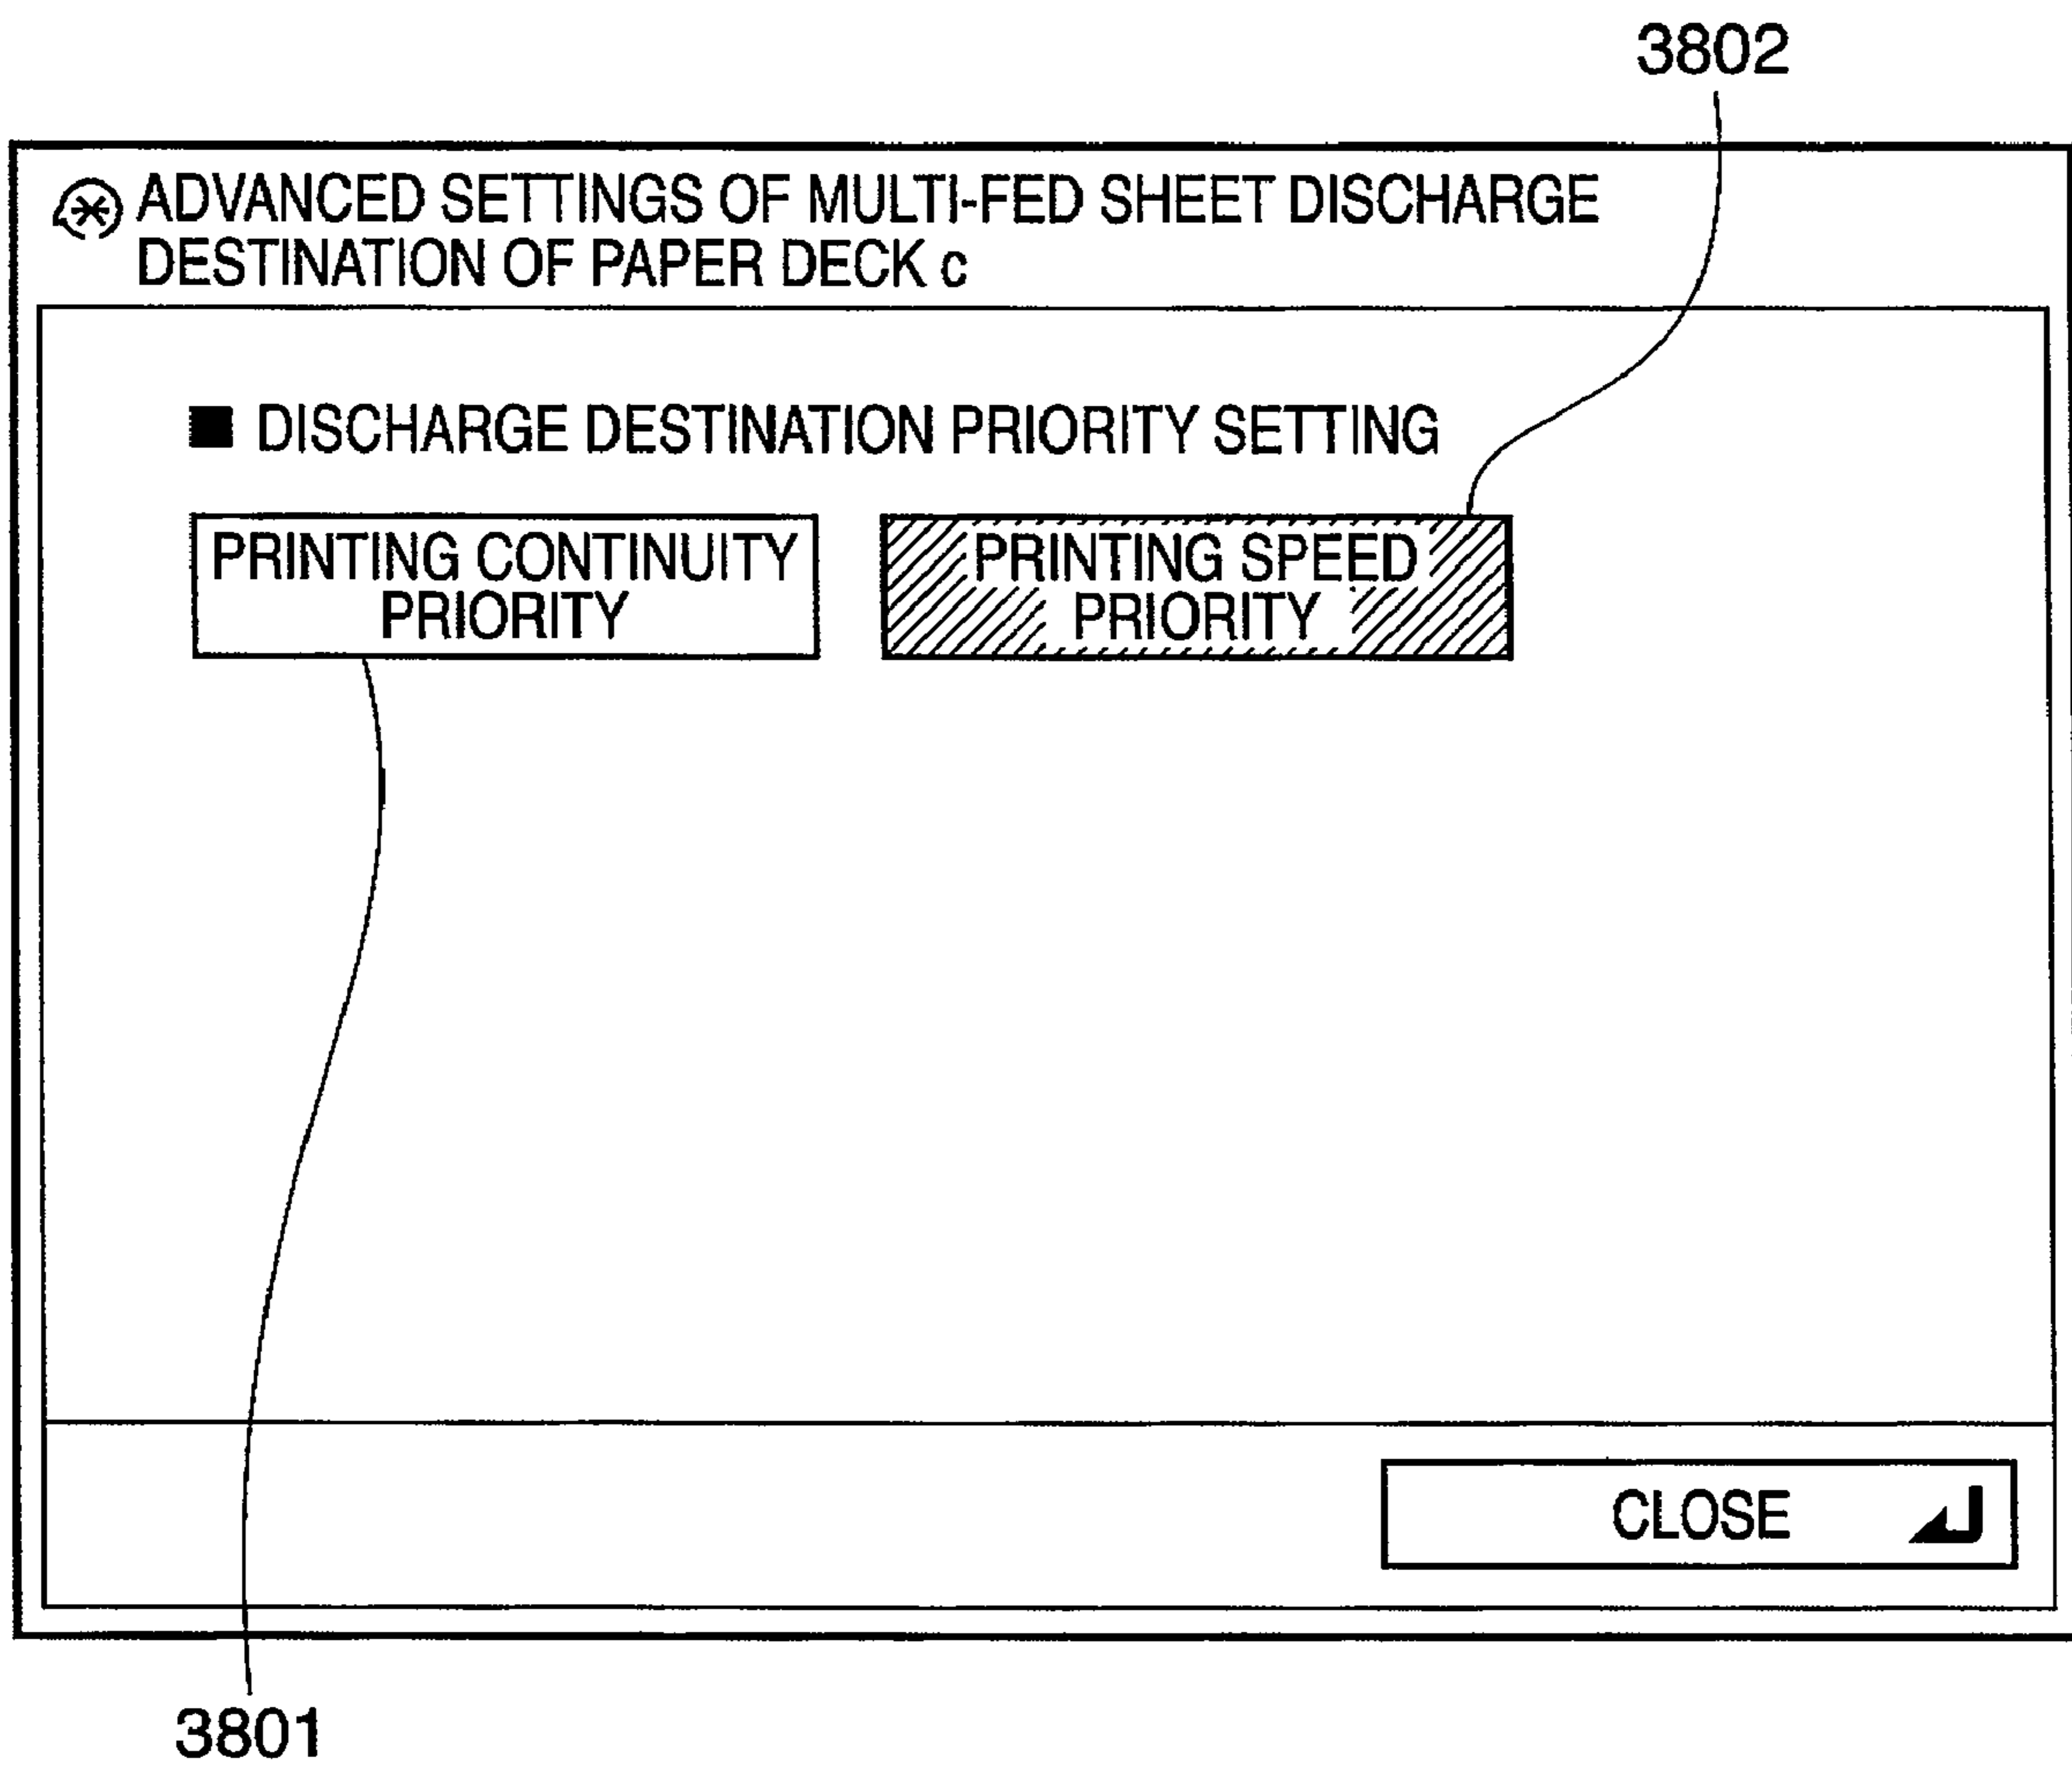 3802
ADVANCED SETTINGS OF MULTI-FED SHEET DISCHARGE
DESTINATION OF PAPER DECK c
■ DISCHARGE DESTINATION PRIORITY SETTING
PRINTING CONTINUITY
PRIORITY
PRINTING SPEED
PRIORITY
CLOSE
3801